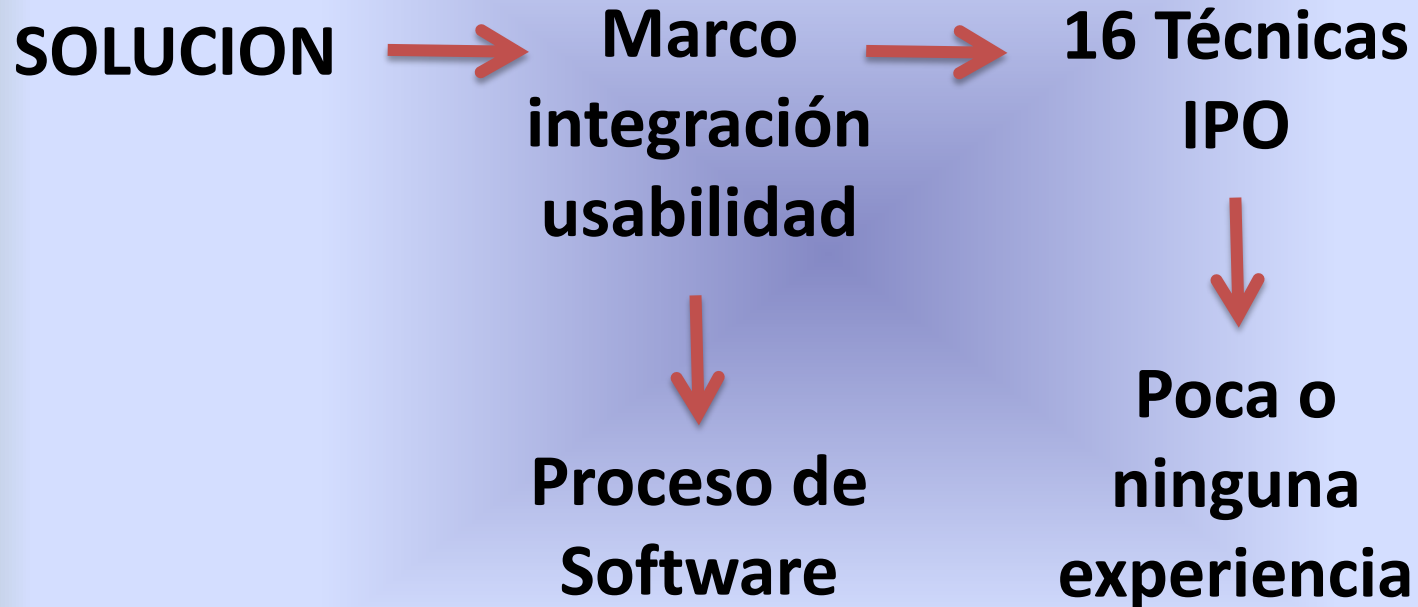 SOLUCION
Marco
integración
usabilidad
16 Técnicas
IPO
Proceso de
Software
Poca o
ninguna
experiencia